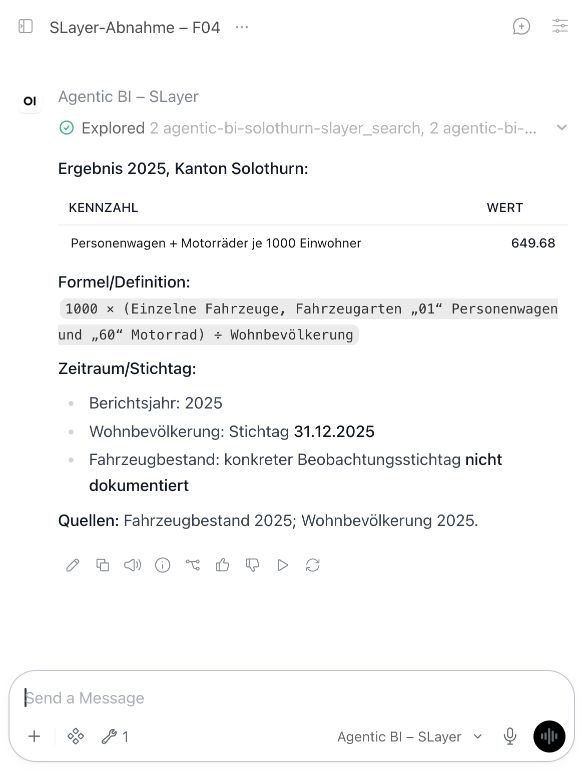 SLayer-Abnahme – F04 ...
OI
Agentic BI – SLayer
Explored 2 agentic-bi-solothurn-slayer_search, 2 agentic-bi-...
Ergebnis 2025, Kanton Solothurn:
KENNZAHL WERT
Personenwagen + Motorräder je 1000 Einwohner 649.68
Formel/Definition:
1000 × (Einzelne Fahrzeuge, Fahrzeugarten „01“ Personenwagen
und „60“ Motorrad) ÷ Wohnbevölkerung
Zeitraum/Stichtag:
• Berichtsjahr: 2025
• Wohnbevölkerung: Stichtag 31.12.2025
• Fahrzeugbestand: konkreter Beobachtungsstichtag nicht
dokumentiert
Quellen: Fahrzeugbestand 2025; Wohnbevölkerung 2025.
Send a Message
1
Agentic BI – SLayer